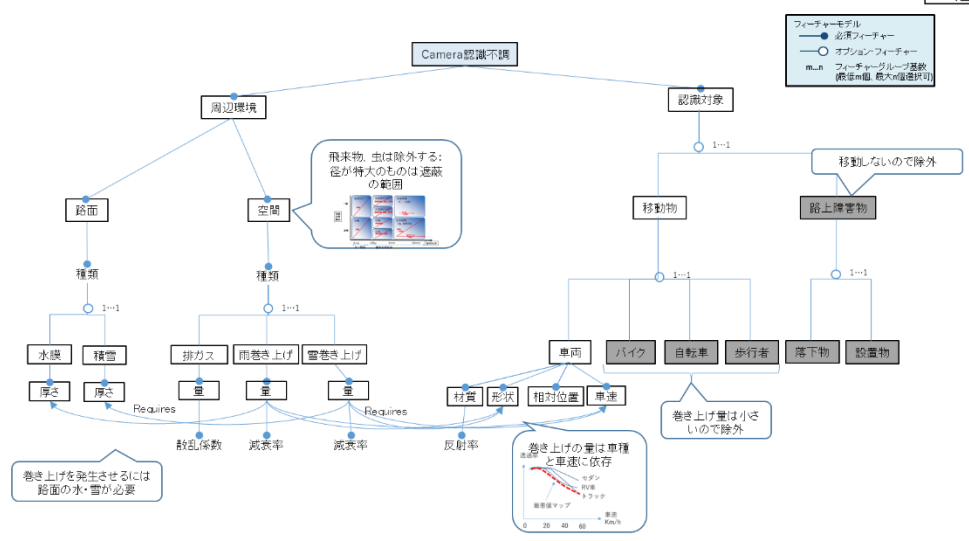 フィーチャーモデル
必須フィーチャー
オプション・フィーチャー
m...n フィーチャーグループ基数
(最低m個, 最大n個選択可)
Camera認識不調
周辺環境
認識対象
1…1
飛来物、虫は除外する:
径が特大のものは遮蔽
の範囲
移動しないので除外
路面
空間
移動物
路上障害物
種類
種類
1…1
1…1
1…1
1…1
水膜
積雪
排ガス
雨巻き上げ
雪巻き上げ
車両
バイク
自転車
歩行者
落下物
設置物
厚さ
厚さ
量
量
量
材質
形状
相対位置
車速
Requires
Requires
巻き上げ量は小さ
いので除外
散乱係数
減衰率
減衰率
反射率
巻き上げを発生させるには
路面の水・雪が必要
巻き上げの量は車種
と車速に依存
透過率
セダン
RV車
トラック
最悪値マップ
車速
Km/h
0 20 40 60